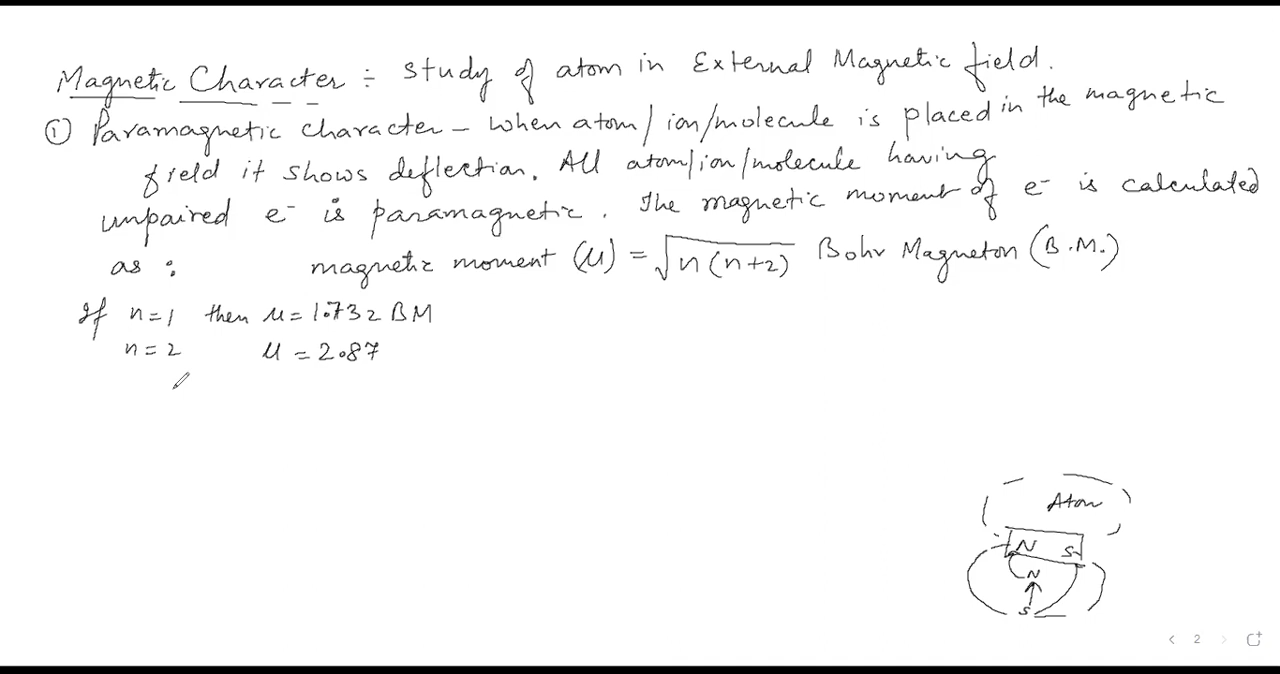 Magnetic Character ÷ study of atom in External Magnetic field.
① Paramagnetic character – when atom/ion/molecule is placed in the magnetic
field it shows deflection. All atom/ion/molecule having
unpaired e⁻ is paramagnetic. The magnetic moment of e⁻ is calculated
as : magnetic moment (μ) = √n(n+2) Bohr Magneton (B.M.)
If n=1 then μ = 1.732 BM
n=2 μ = 2.87
Atom
N S
N
S
2